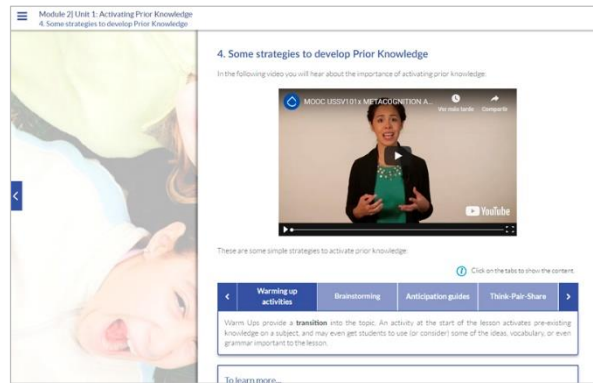 Module 2| Unit 1: Activating Prior Knowledge
4. Some strategies to develop Prior Knowledge
4. Some strategies to develop Prior Knowledge
In the following video you will hear about the importance of activating prior knowledge.
MOOC USSV101x METACOGNITION A...
Ver más tarde
Compartir
YouTube
These are some simple strategies to activate prior knowledge.
Click on the tabs to show the content.
Warming up activities
Brainstorming
Anticipation guides
Think-Pair-Share
Warm Ups provide a transition into the topic. An activity at the start of the lesson activates pre-existing
knowledge on a subject, and may even get students to use (or consider) some of the ideas, vocabulary, or even
grammar important to the lesson.
To learn more...